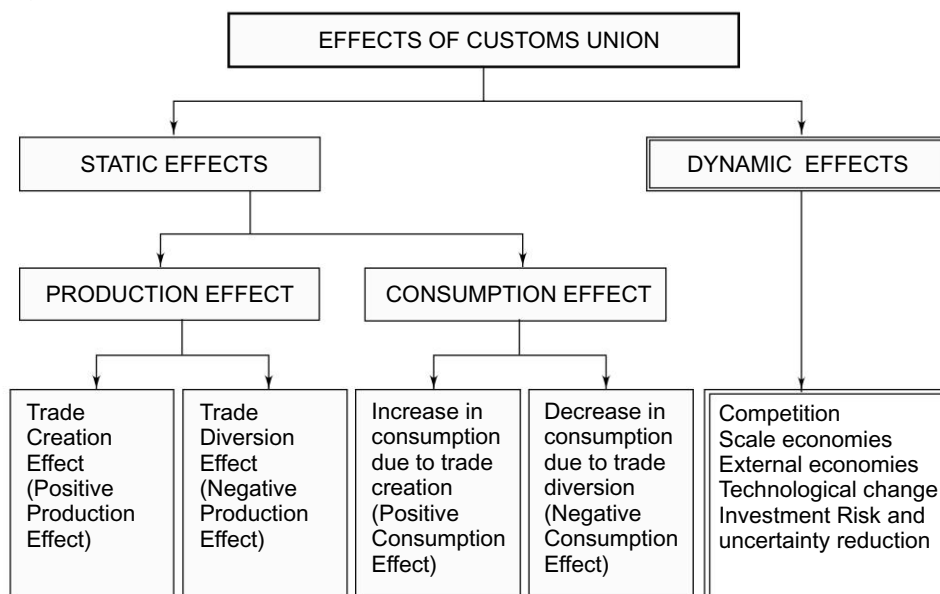 EFFECTS OF CUSTOMS UNION
STATIC EFFECTS
DYNAMIC EFFECTS
PRODUCTION EFFECT
CONSUMPTION EFFECT
Trade
Creation
Effect
(Positive
Production
Effect)
Trade
Diversion
Effect
(Negative
Production
Effect)
Increase in
consumption
due to trade
creation
(Positive
Consumption
Effect)
Decrease in
consumption
due to trade
diversion
(Negative
Consumption
Effect)
Competition
Scale economies
External economies
Technological change
Investment Risk and
uncertainty reduction